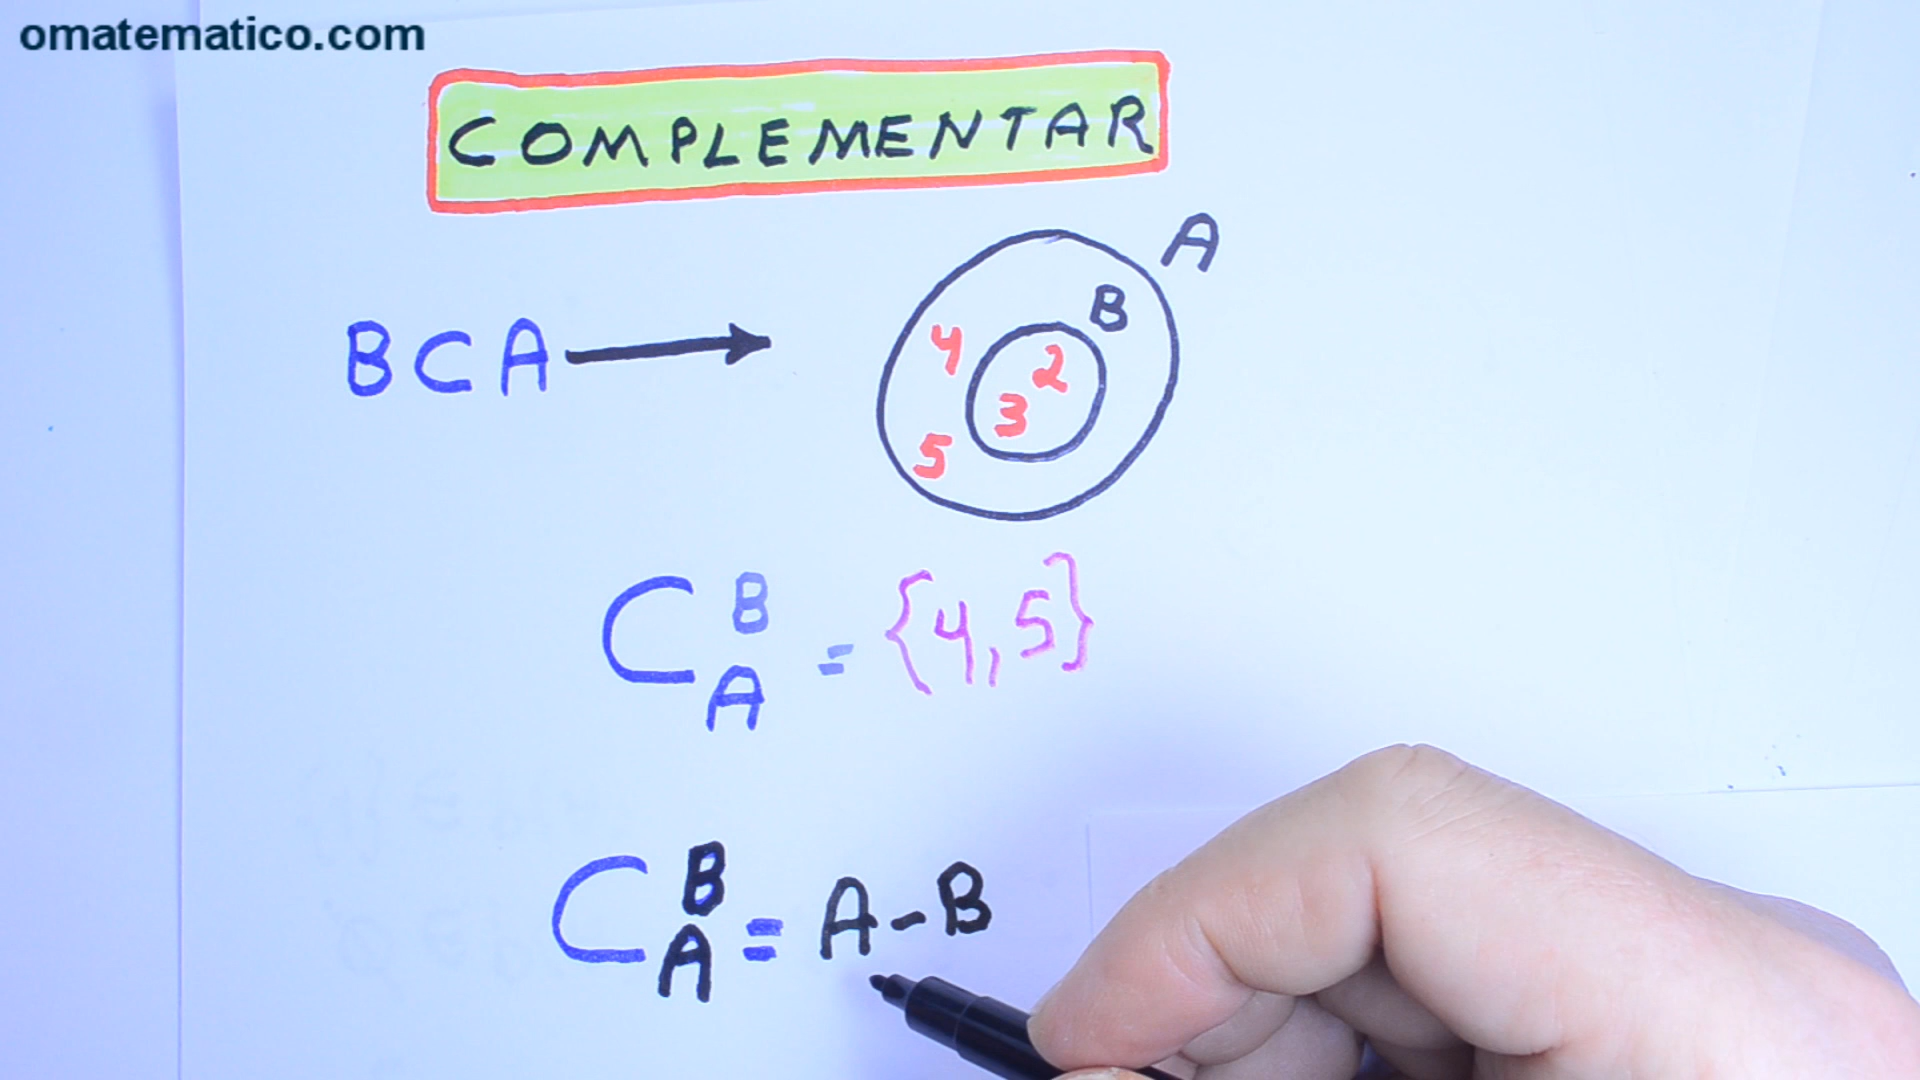 omatematico.com
COMPLEMENTAR
A
B
B ⊂ A
4 2
3
5
C B A = {4,5}
C B A = A - B